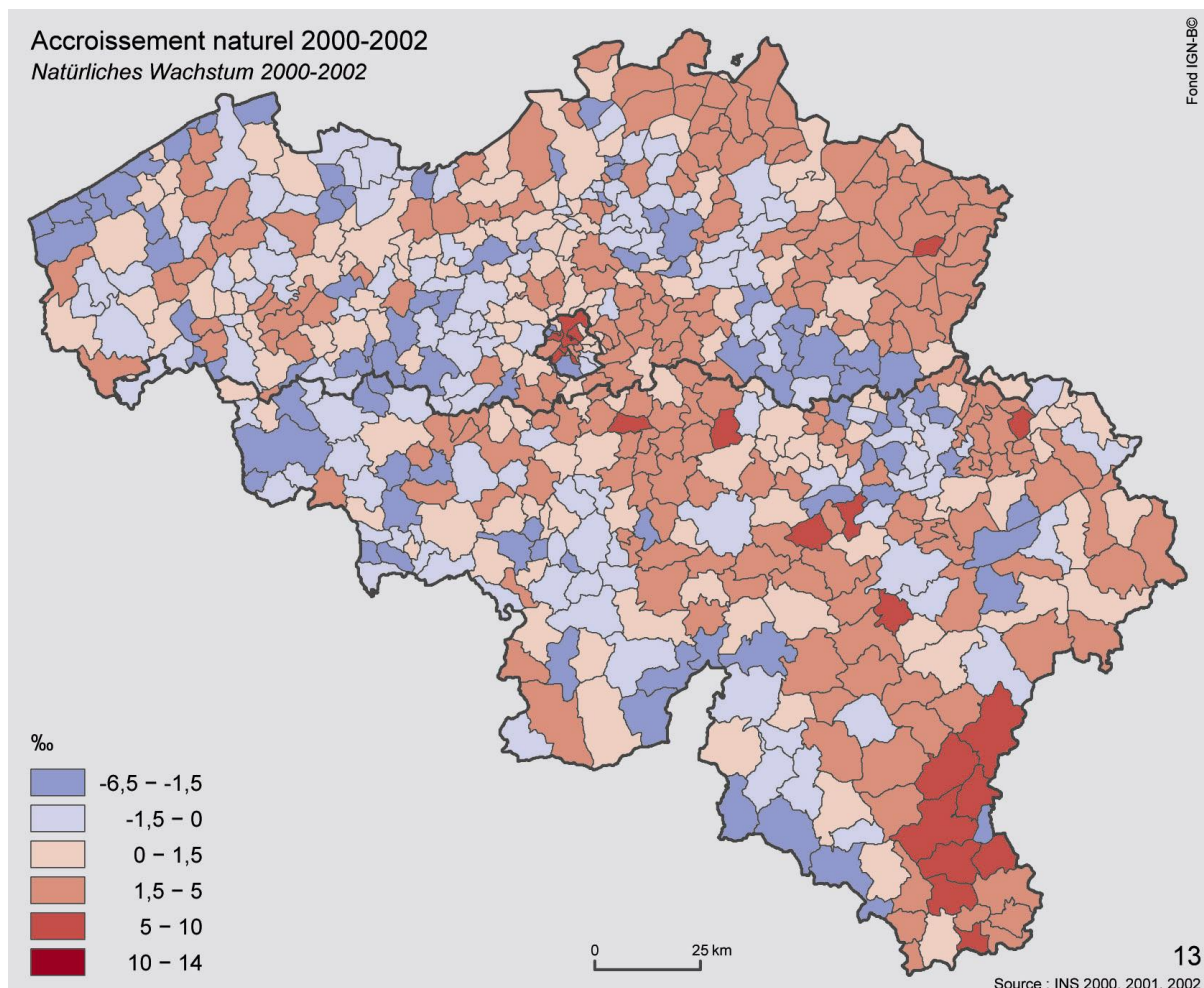 Accroissement naturel 2000-2002
Natürliches Wachstum 2000-2002
Fond IGN-B©
‰
-6,5 – -1,5
-1,5 – 0
0 – 1,5
1,5 – 5
5 – 10
10 – 14
0 25 km
13
Source : INS 2000, 2001, 2002